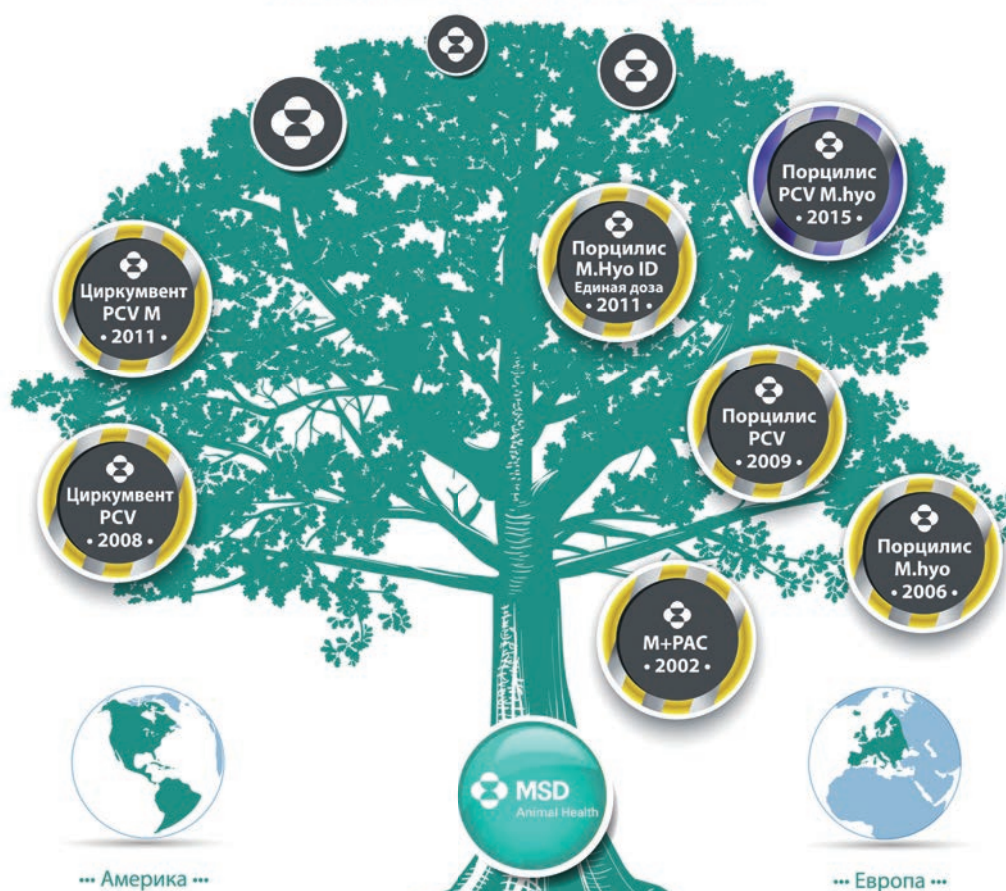 Порцилис
PCV M.hyo
• 2015 •
Порцилис
M.Hyo ID
Единая доза
• 2011 •
Циркумвент
PCV M
• 2011 •
Порцилис
PCV
• 2009 •
Циркумвент
PCV
• 2008 •
Порцилис
M.hyo
• 2006 •
M+PAC
• 2002 •
MSD
Animal Health
••• Америка •••
••• Европа •••